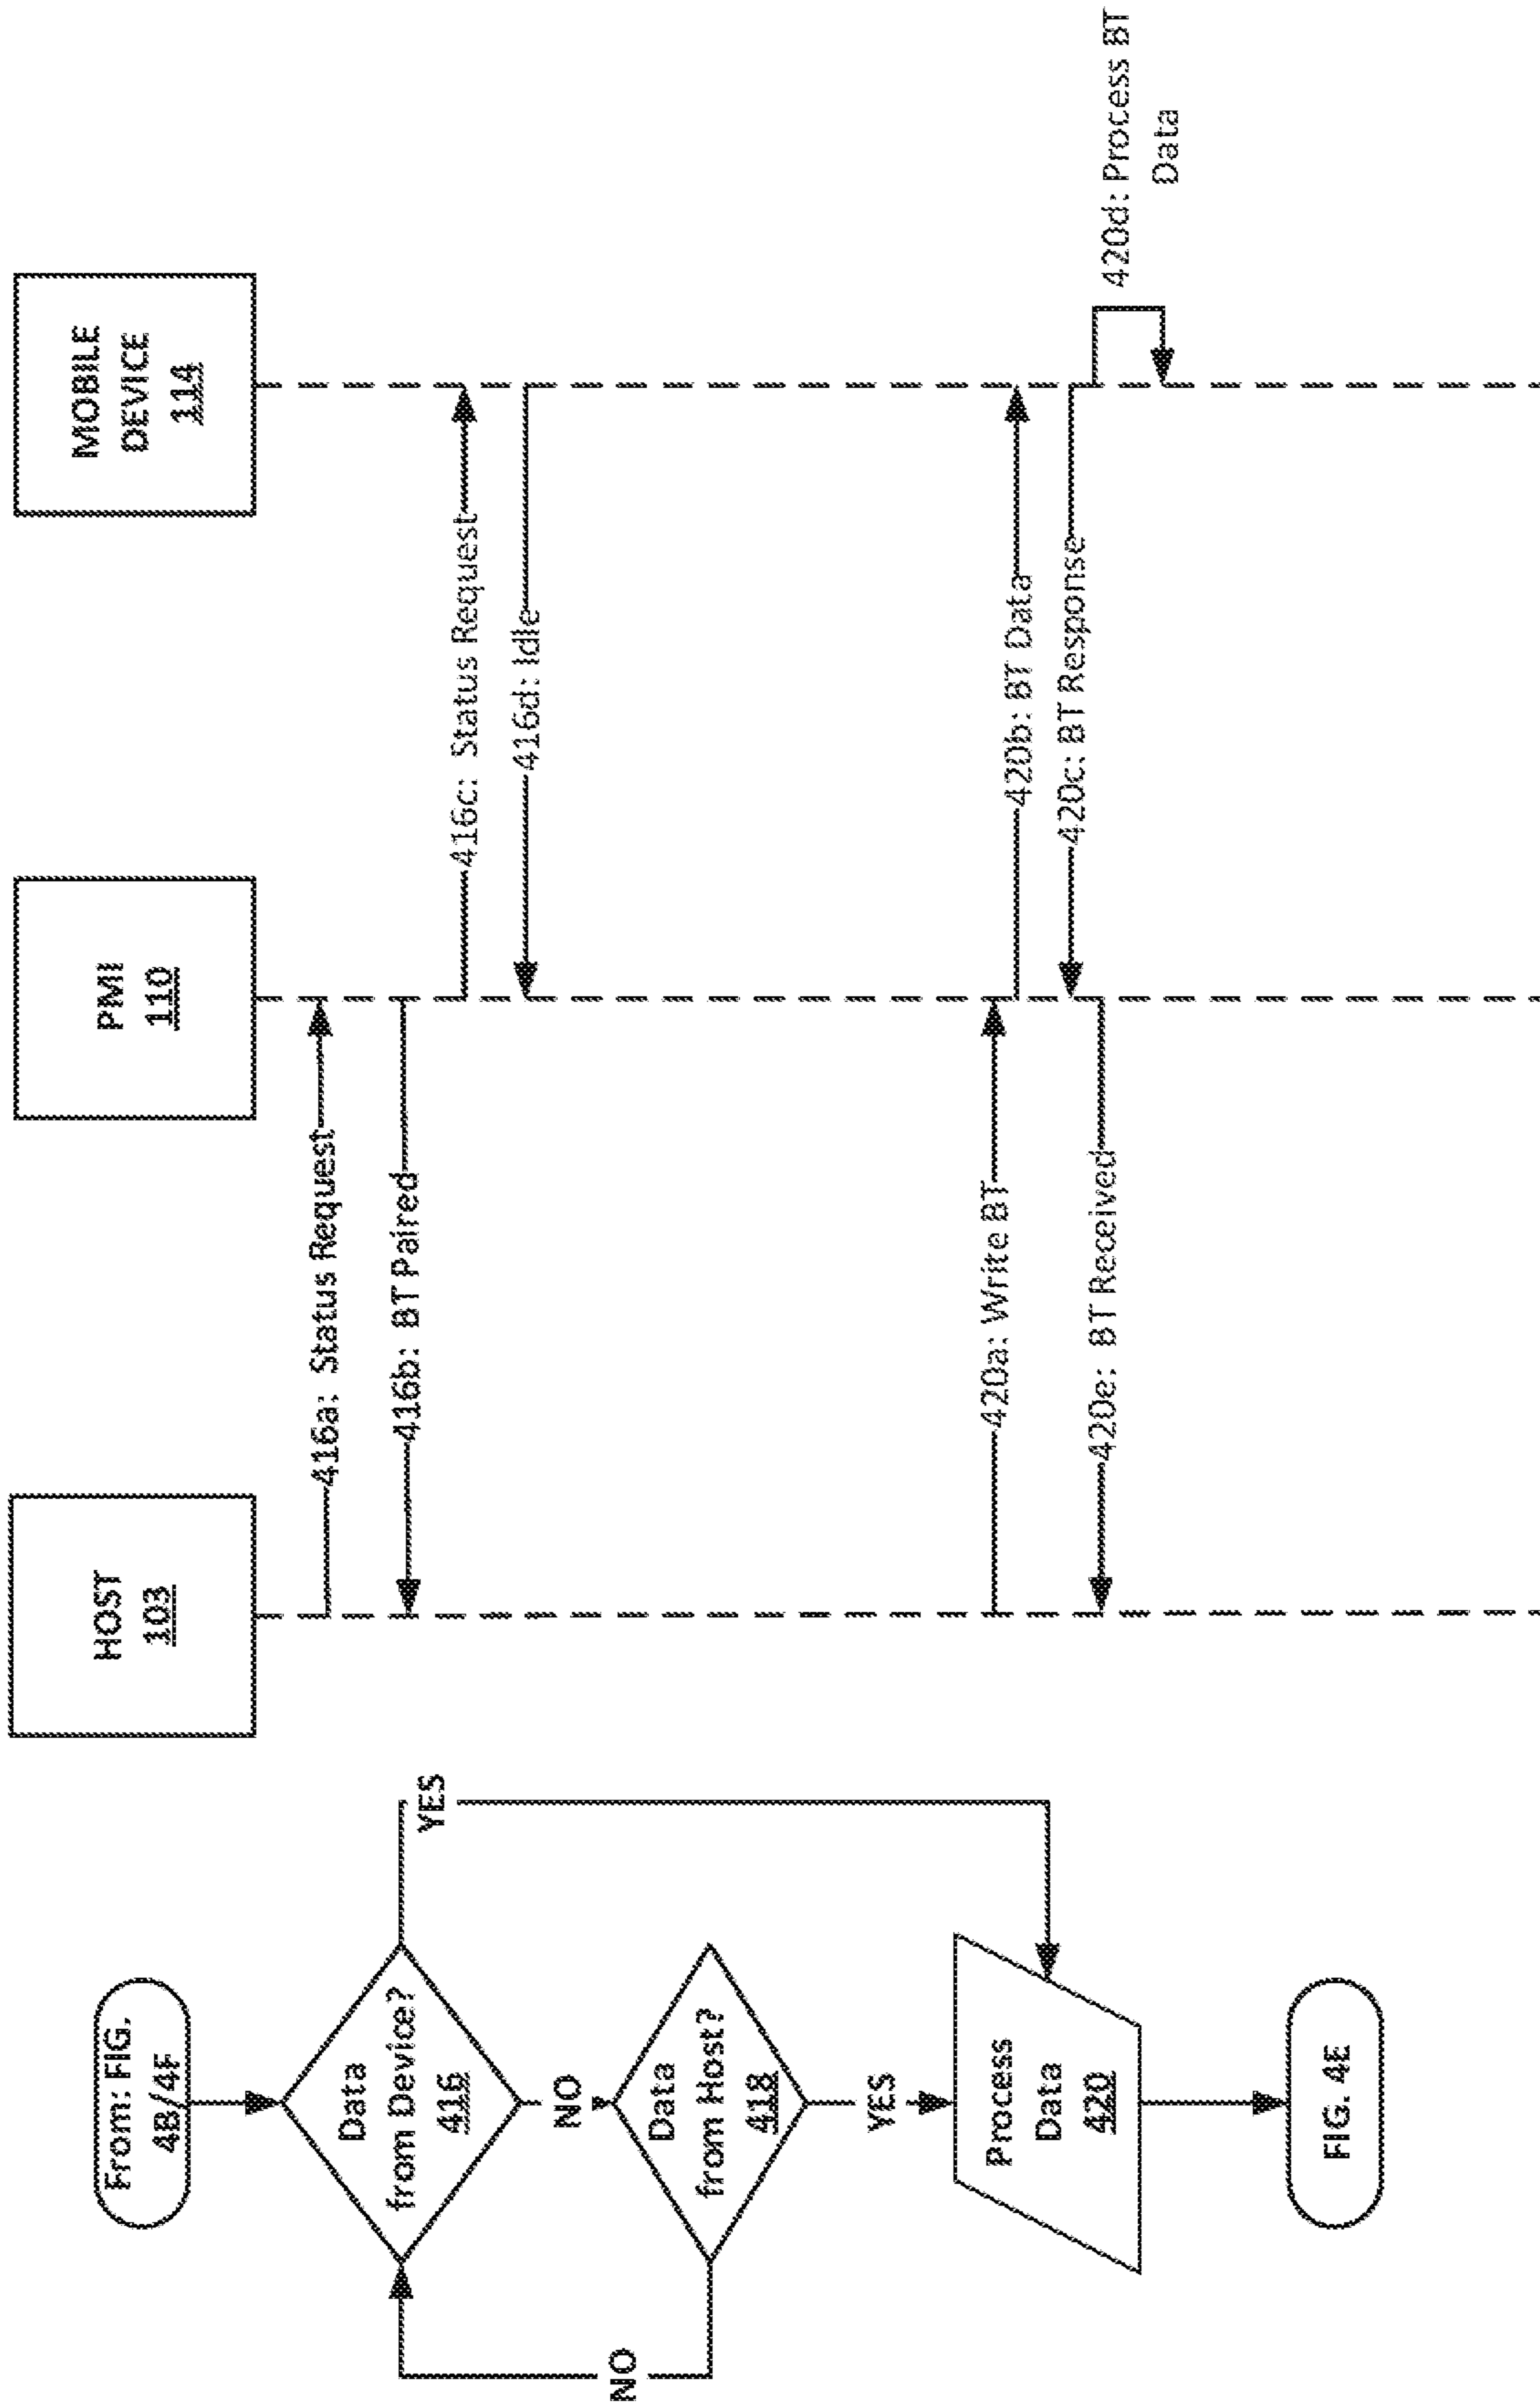 From: FIG.
4B/4F
Data
from Device?
416
YES
NO
Data
from Host?
418
NO
YES
Process
Data
420
FIG. 4E
HOST
103
PMI
110
MOBILE
DEVICE
114
416a: Status Request
416b: BT Paired
416c: Status Request
416d: Idle
420a: Write BT
420b: BT Data
420c: BT Response
420d: Process BT
Data
420e: BT Received